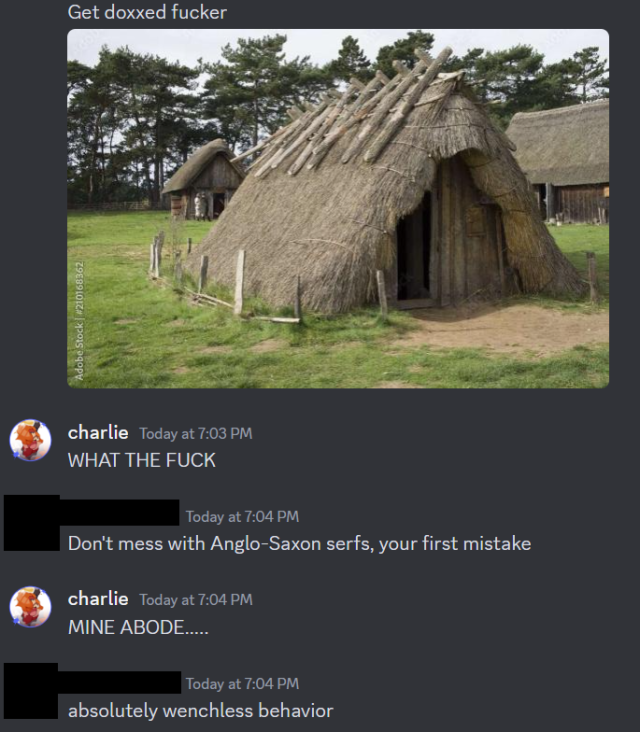 Get doxxed fucker
Adobe Stock | #210168362
charlie Today at 7:03 PM
WHAT THE FUCK
Today at 7:04 PM
Don't mess with Anglo-Saxon serfs, your first mistake
charlie Today at 7:04 PM
MINE ABODE.....
Today at 7:04 PM
absolutely wenchless behavior